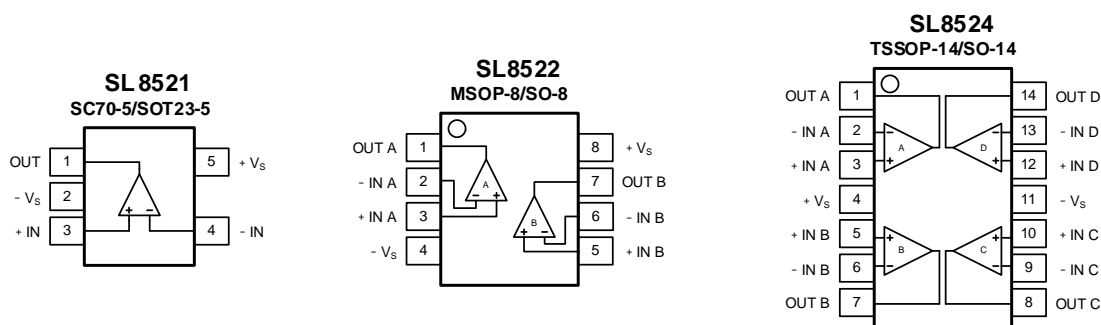 SL8521
SC70-5/SOT23-5
OUT 1 5 + VS
- VS 2
+ IN 3 4 - IN
+ -
SL8522
MSOP-8/SO-8
OUT A 1 8 + VS
- IN A 2 A 7 OUT B
- +
+ IN A 3 B 6 - IN B
+ -
- VS 4 5 + IN B
SL8524
TSSOP-14/SO-14
OUT A 1 14 OUT D
- IN A 2 - - 13 - IN D
A D
+ IN A 3 + + 12 + IN D
+ VS 4 11 - VS
+ IN B 5 + + 10 + IN C
B C
- IN B 6 - - 9 - IN C
OUT B 7 8 OUT C